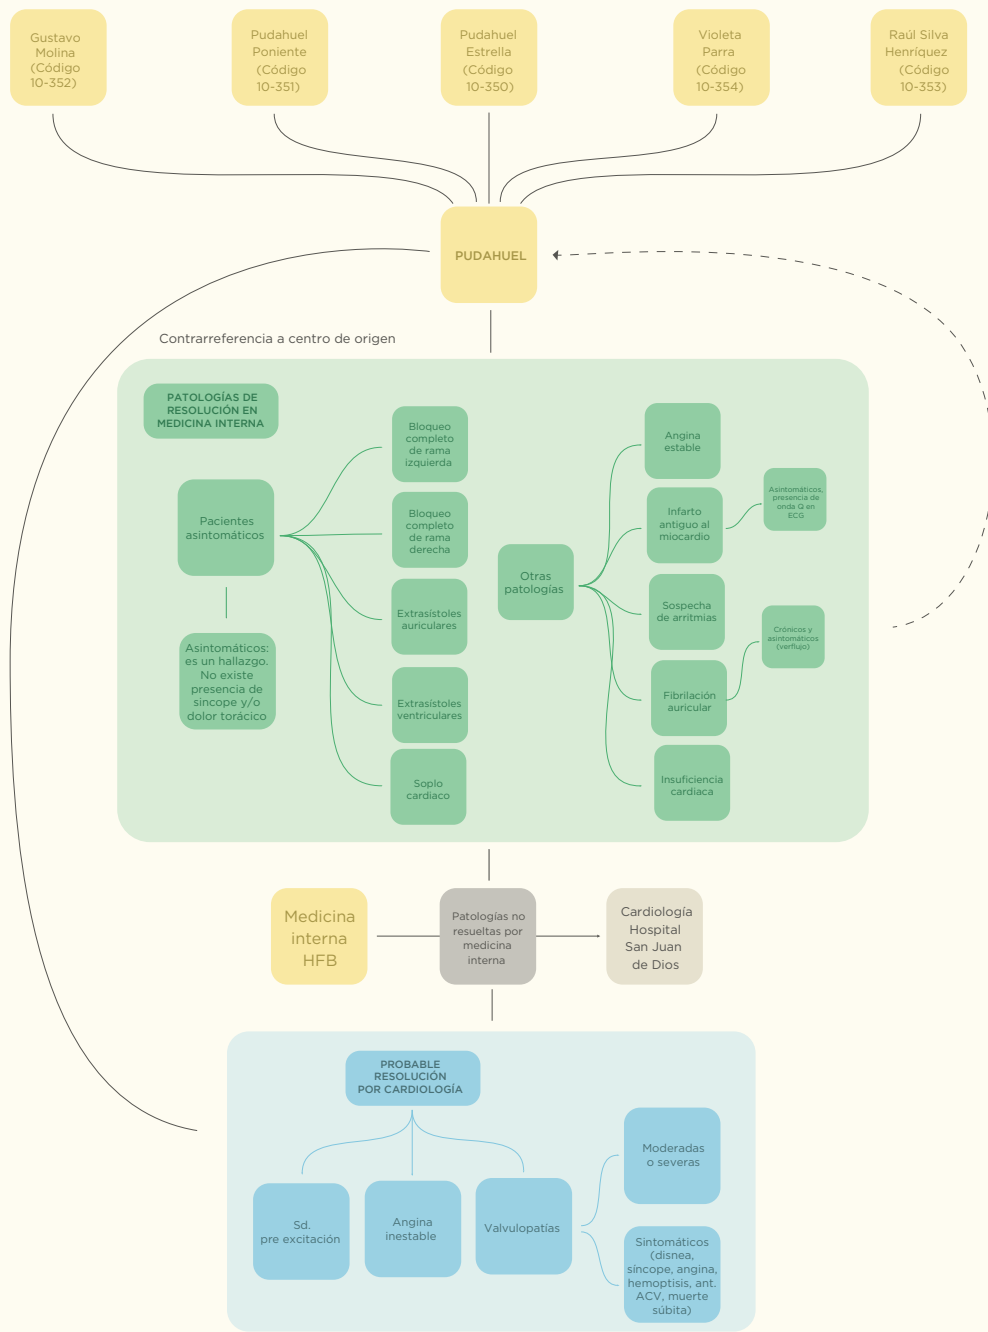 Gustavo
Molina
(Código
10-352)
Pudahuel
Poniente
(Código
10-351)
Pudahuel
Estrella
(Código
10-350)
Violeta
Parra
(Código
10-354)
Raúl Silva
Henríquez
(Código
10-353)
PUDAHUEL
Contrarreferencia a centro de origen
PATOLOGÍAS DE
RESOLUCIÓN EN
MEDICINA INTERNA
Pacientes
asintomáticos
Asintomáticos:
es un hallazgo.
No existe
presencia de
sincope y/o
dolor torácico
Bloqueo
completo
de rama
izquierda
Bloqueo
completo
de rama
derecha
Extrasístoles
auriculares
Extrasístoles
ventriculares
Soplo
cardiaco
Otras
patologías
Angina
estable
Infarto
antiguo al
miocardio
Sospecha
de arritmias
Fibrilación
auricular
Insuficiencia
cardiaca
Asintomáticos,
presencia de
onda Q en
ECG
Crónicos y
asintomáticos
(verflujo)
Medicina
interna
HFB
Patologías no
resueltas por
medicina
interna
Cardiología
Hospital
San Juan
de Dios
PROBABLE
RESOLUCIÓN
POR CARDIOLOGÍA
Sd.
pre excitación
Angina
inestable
Valvulopatías
Moderadas
o severas
Sintomáticos
(disnea,
síncope, angina,
hemoptisis, ant.
ACV, muerte
súbita)